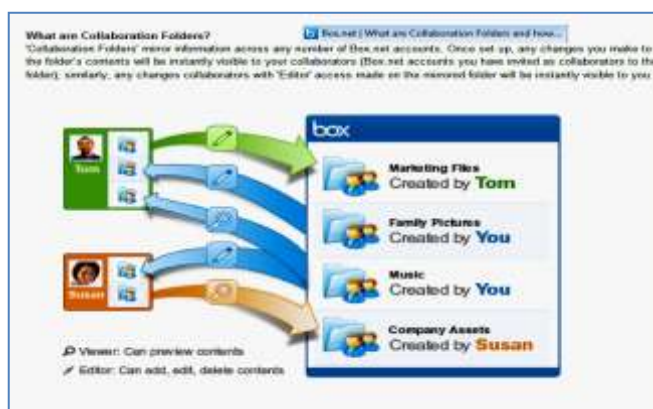 What are Collaboration Folders?
Box.net | What are Collaboration Folders and how...
'Collaboration Folders' mirror information across any number of Box.net accounts. Once set up, any changes you make to
the folder's contents will be instantly visible to your collaborators (Box.net accounts you have invited as collaborators to the
folder); similarly, any changes collaborators with 'Editor' access made on the mirrored folder will be instantly visible to you
box
Tom
Marketing Files
Created by Tom
Family Pictures
Created by You
Susan
Music
Created by You
Company Assets
Created by Susan
Viewer: Can preview contents
Editor: Can add, edit, delete contents